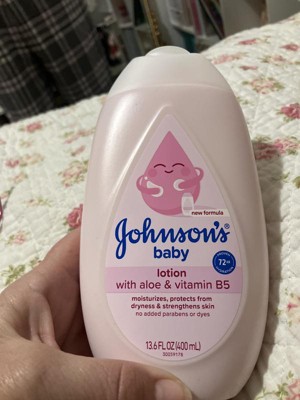 new formula
Johnson's®
baby
lotion
with aloe & vitamin B5
72HR
moisturizes, protects from
dryness & strengthens skin
no added parabens or dyes
13.6 FL OZ (400 mL)